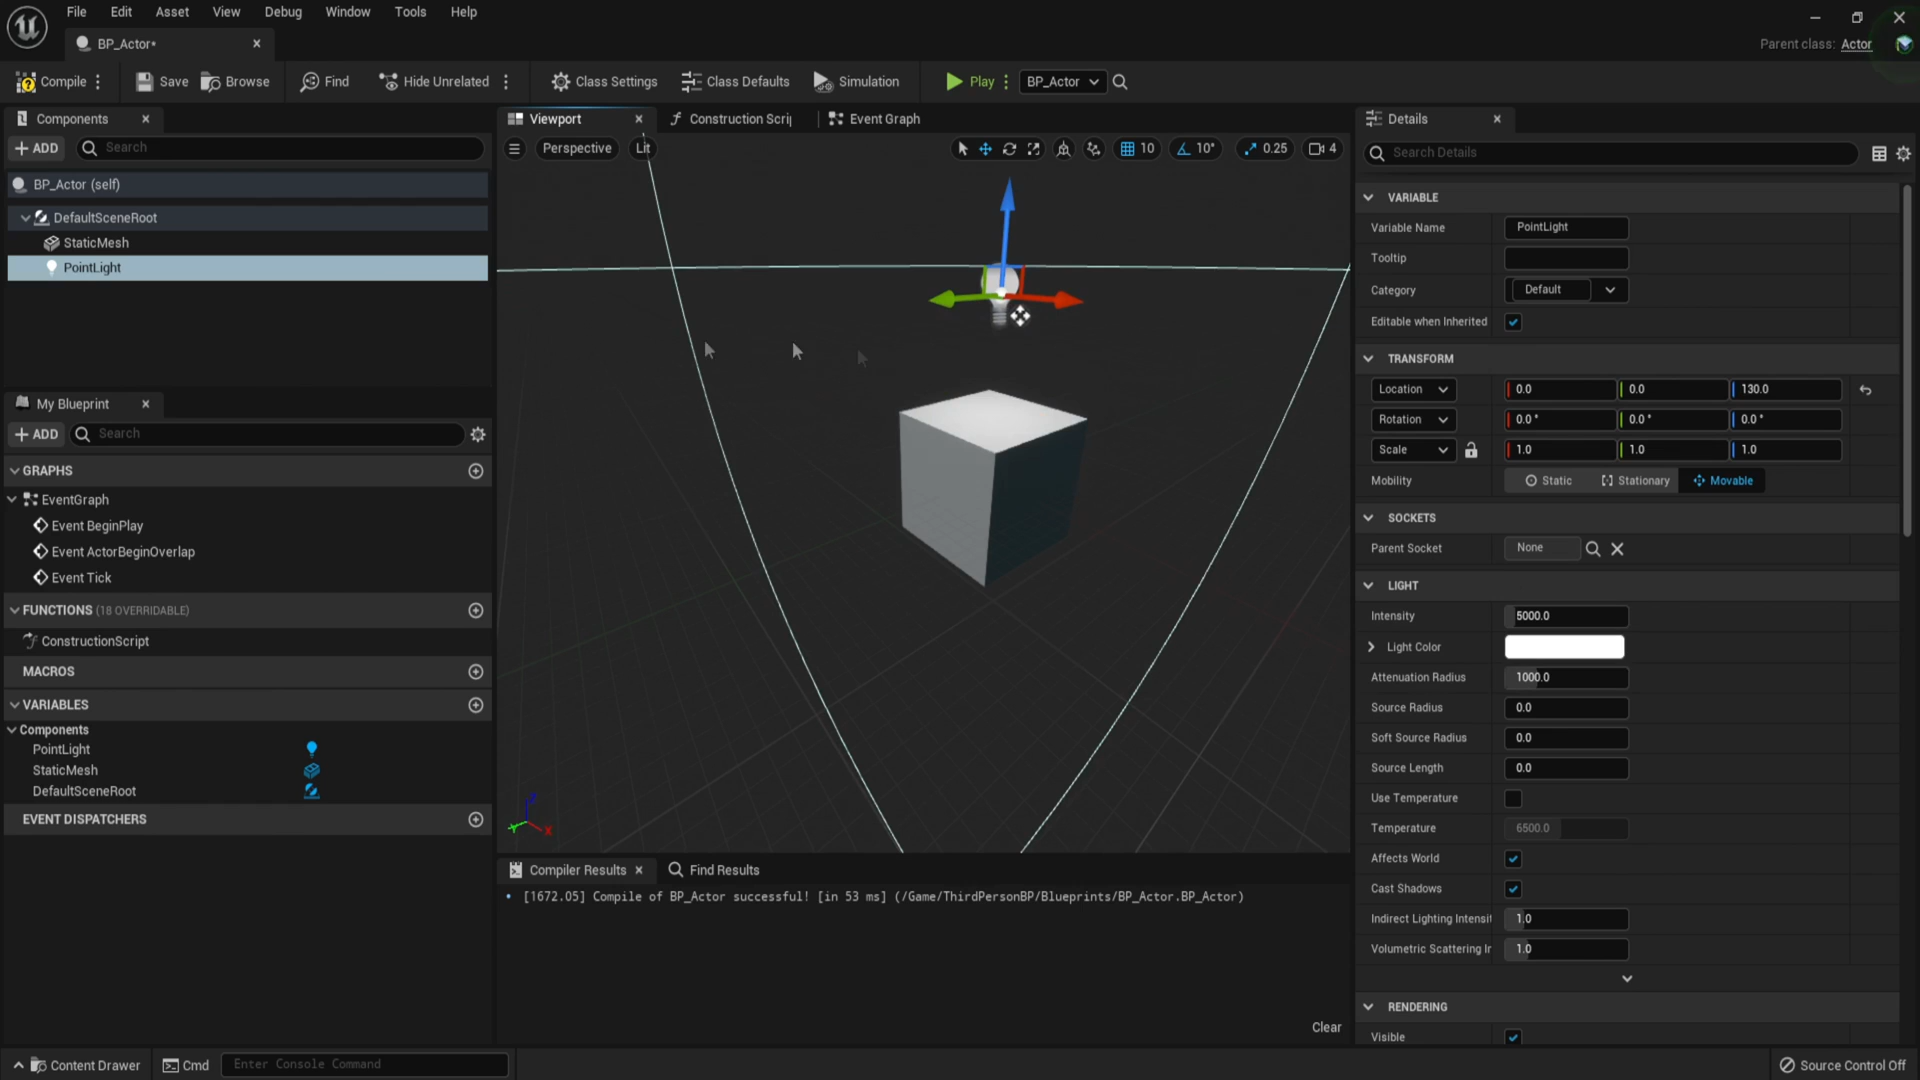 File Edit Asset View Debug Window Tools Help
BP_Actor*
Parent class: Actor
Compile Save Browse Find Hide Unrelated Class Settings Class Defaults Simulation Play BP_Actor
Components
ADD Search
BP_Actor (self)
DefaultSceneRoot
StaticMesh
PointLight
My Blueprint
ADD Search
GRAPHS
EventGraph
Event BeginPlay
Event ActorBeginOverlap
Event Tick
FUNCTIONS (18 OVERRIDABLE)
ConstructionScript
MACROS
VARIABLES
Components
PointLight
StaticMesh
DefaultSceneRoot
EVENT DISPATCHERS
Viewport Construction Scrip Event Graph
Perspective Lit 10 10° 0.25 4
Z
Y X
Compiler Results Find Results
• [1672.05] Compile of BP_Actor successful! [in 53 ms] (/Game/ThirdPersonBP/Blueprints/BP_Actor.BP_Actor)
Clear
Details
Search Details
VARIABLE
Variable Name PointLight
Tooltip
Category Default
Editable when Inherited
TRANSFORM
Location 0.0 0.0 130.0
Rotation 0.0 ° 0.0 ° 0.0 °
Scale 1.0 1.0 1.0
Mobility Static Stationary Movable
SOCKETS
Parent Socket None
LIGHT
Intensity 5000.0
Light Color
Attenuation Radius 1000.0
Source Radius 0.0
Soft Source Radius 0.0
Source Length 0.0
Use Temperature
Temperature 6500.0
Affects World
Cast Shadows
Indirect Lighting Intensit 1.0
Volumetric Scattering Ir 1.0
RENDERING
Visible
Content Drawer Cmd Enter Console Command Source Control Off